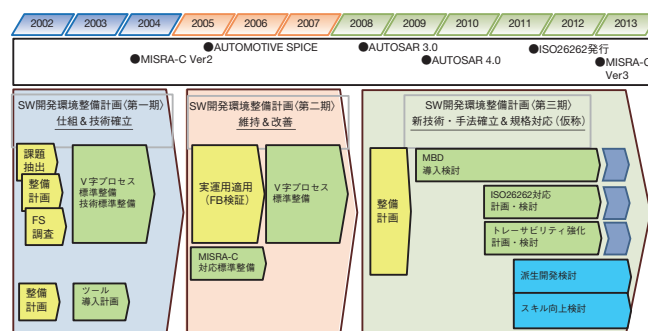 2002 2003 2004 2005 2006 2007 2008 2009 2010 2011 2012 2013
●AUTOMOTIVE SPICE ●AUTOSAR 3.0 ●ISO26262発行
●MISRA-C Ver2 ●AUTOSAR 4.0 ●MISRA-C
Ver3
SW開発環境整備計画〈第一期〉
仕組&技術確立
課題
抽出
整備
計画
FS
調査
V字プロセス
標準整備
技術標準整備
整備
計画
ツール
導入計画
SW開発環境整備計画〈第二期〉
維持&改善
実運用適用
(FB検証)
V字プロセス
標準整備
MISRA-C
対応標準整備
SW開発環境整備計画〈第三期〉
新技術・手法確立&規格対応(仮称)
整備
計画
MBD
導入検討
ISO26262対応
計画・検討
トレーサビリティ強化
計画・検討
派生開発検討
スキル向上検討